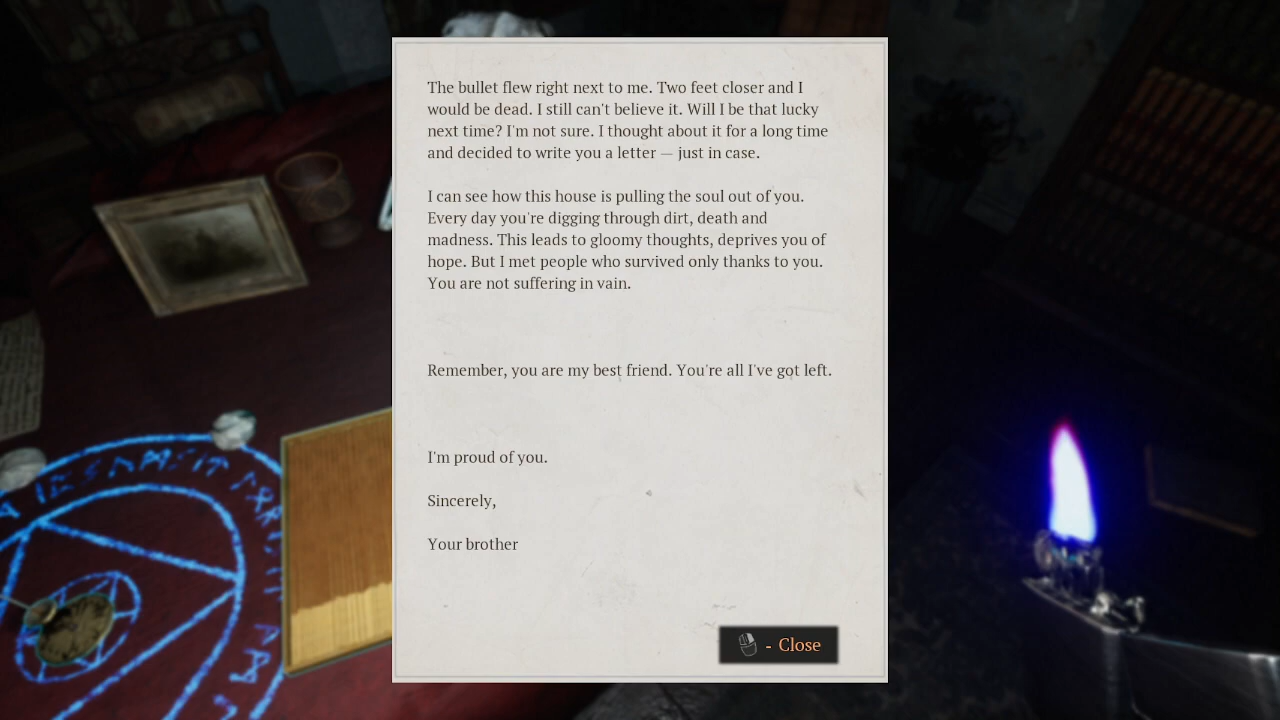 The bullet flew right next to me. Two feet closer and I
would be dead. I still can't believe it. Will I be that lucky
next time? I'm not sure. I thought about it for a long time
and decided to write you a letter — just in case.
I can see how this house is pulling the soul out of you.
Every day you're digging through dirt, death and
madness. This leads to gloomy thoughts, deprives you of
hope. But I met people who survived only thanks to you.
You are not suffering in vain.
Remember, you are my best friend. You're all I've got left.
I'm proud of you.
Sincerely,
Your brother
- Close